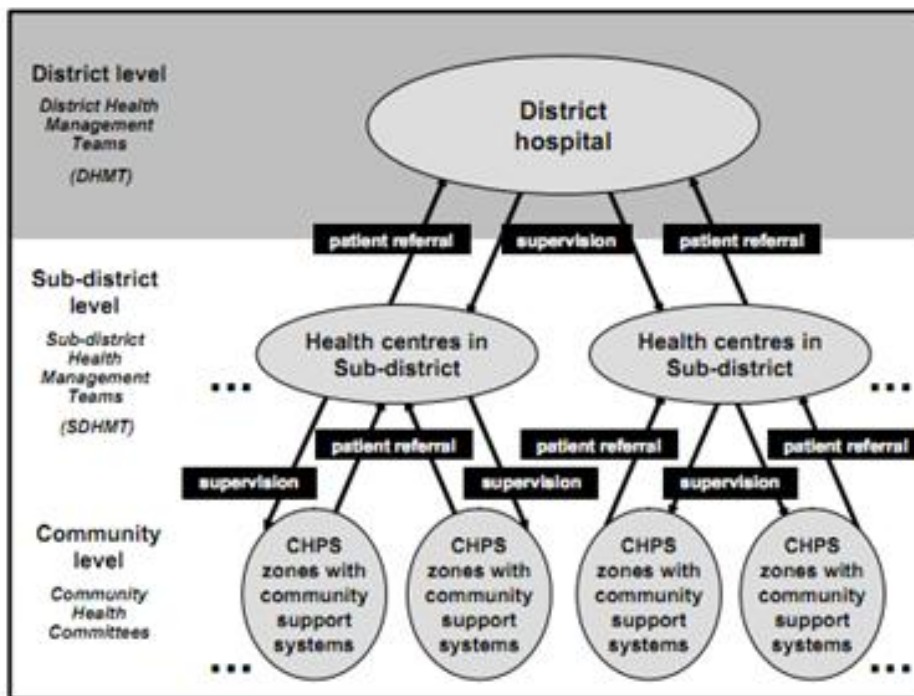 District level
District Health
Management
Teams
(DHMT)
District
hospital
patient referral
supervision
patient referral
Sub-district
level
Sub-district
Health
Management
Teams
(SDHMT)
Health centres in
Sub-district
Health centres in
Sub-district
...
...
patient referral
patient referral
patient referral
supervision
supervision
supervision
Community
level
Community
Health
Committees
CHPS
zones with
community
support
systems
CHPS
zones with
community
support
systems
CHPS
zones with
community
support
systems
CHPS
zones with
community
support
systems
...
...